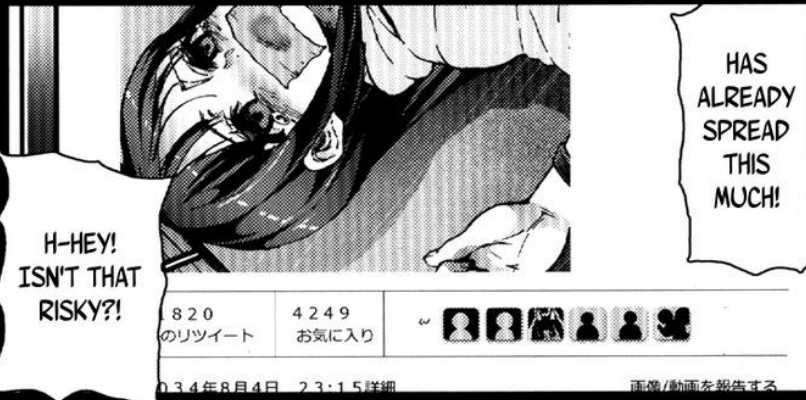 HAS
ALREADY
SPREAD
THIS
MUCH!
H-HEY!
ISN'T THAT
RISKY?!
1820
のリツイート
4249
お気に入り
034年8月4日 23:15詳細
画像/動画を報告する